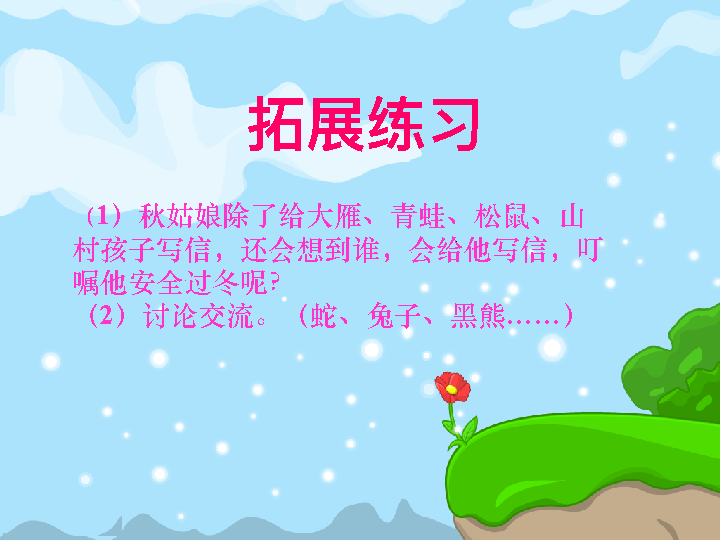 拓展练习
（1）秋姑娘除了给大雁、青蛙、松鼠、山
村孩子写信，还会想到谁，会给他写信，叮
嘱他安全过冬呢?
（2）讨论交流。（蛇、兔子、黑熊……）